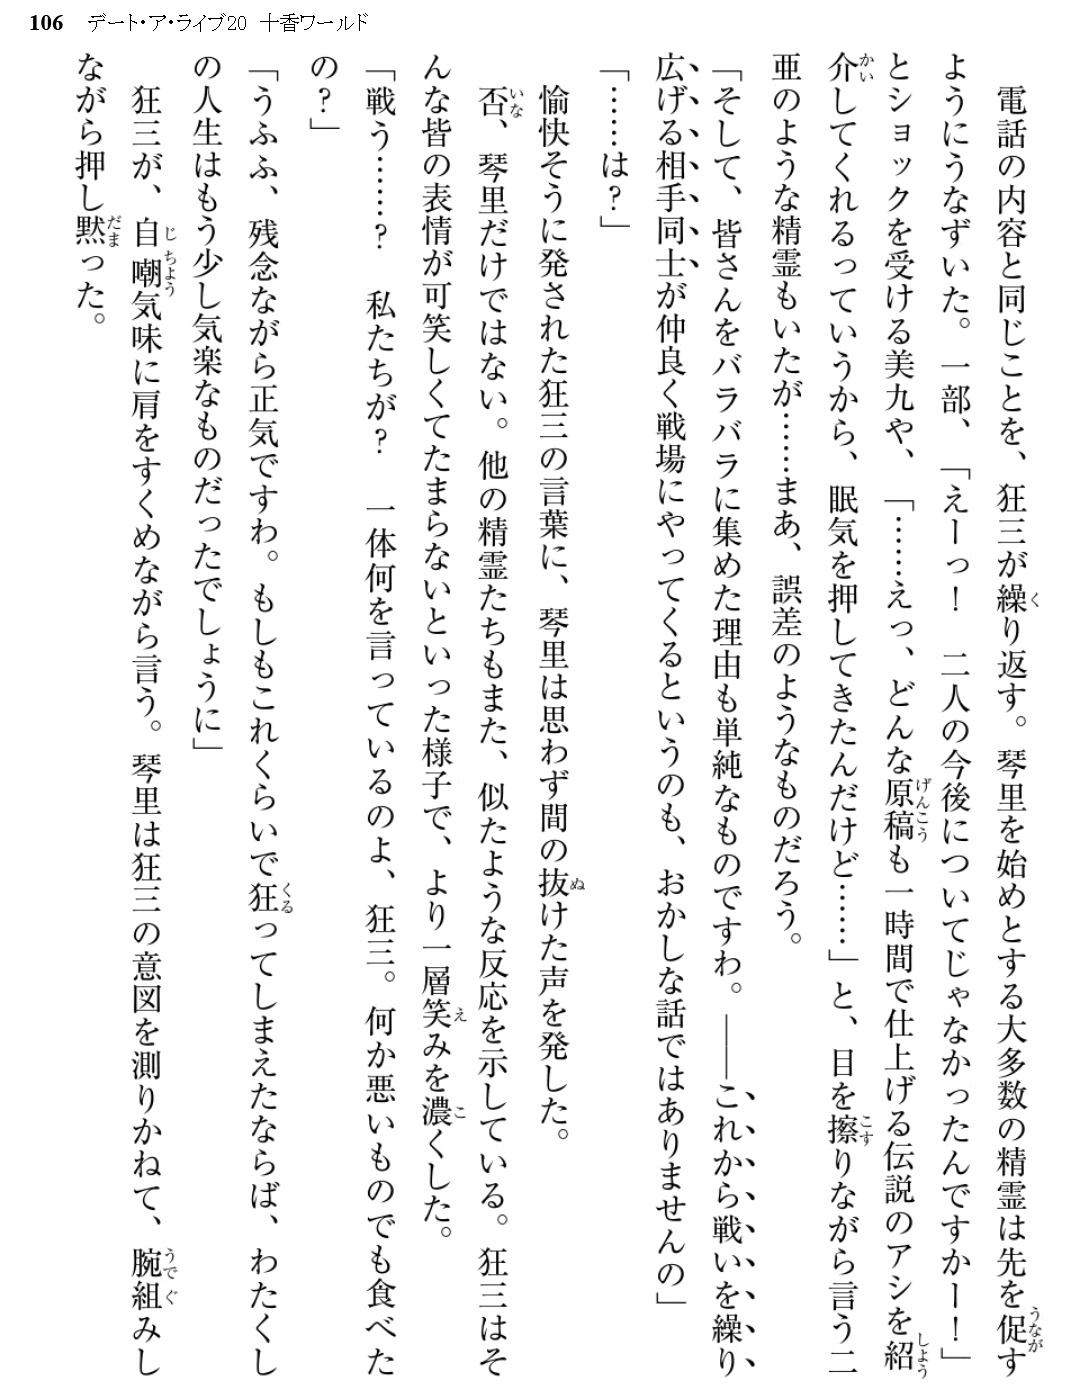 106 デート・ア・ライブ20 十香ワールド
　電話の内容と同じことを、狂三が繰り返す。琴里を始めとする大多数の精霊は先を促す
ようにうなずいた。一部、「えーっ！　二人の今後についてじゃなかったんですかー！」
とショックを受ける美九や、「……えっ、どんな原稿も一時間で仕上げる伝説のアシを紹
介してくれるっていうから、眠気を押してきたんだけど……」と、目を擦りながら言う二
亜のような精霊もいたが……まあ、誤差のようなものだろう。
「そして、皆さんをバラバラに集めた理由も単純なものですわ。――これから戦いを繰り
広げる相手同士が仲良く戦場にやってくるというのも、おかしな話ではありませんの」
「……は？」
　愉快そうに発された狂三の言葉に、琴里は思わず間の抜けた声を発した。
　否、琴里だけではない。他の精霊たちもまた、似たような反応を示している。狂三はそ
んな皆の表情が可笑しくてたまらないといった様子で、より一層笑みを濃くした。
「戦う……？　私たちが？　一体何を言っているのよ、狂三。何か悪いものでも食べた
の？」
「うふふ、残念ながら正気ですわ。もしもこれくらいで狂ってしまえたならば、わたくし
の人生はもう少し気楽なものだったでしょうに」
　狂三が、自嘲気味に肩をすくめながら言う。琴里は狂三の意図を測りかねて、腕組みし
ながら押し黙った。